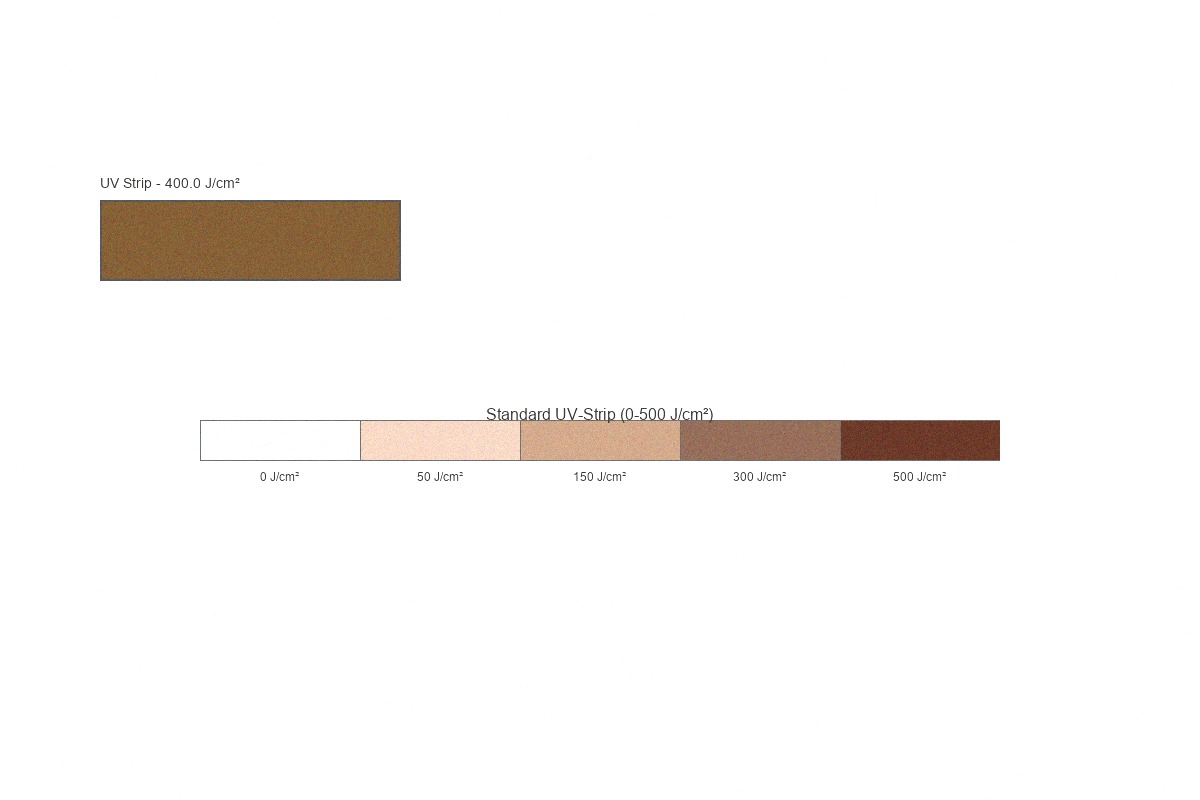 UV Strip - 400.0 J/cm²
Standard UV-Strip (0-500 J/cm²)
0 J/cm²
50 J/cm²
150 J/cm²
300 J/cm²
500 J/cm²